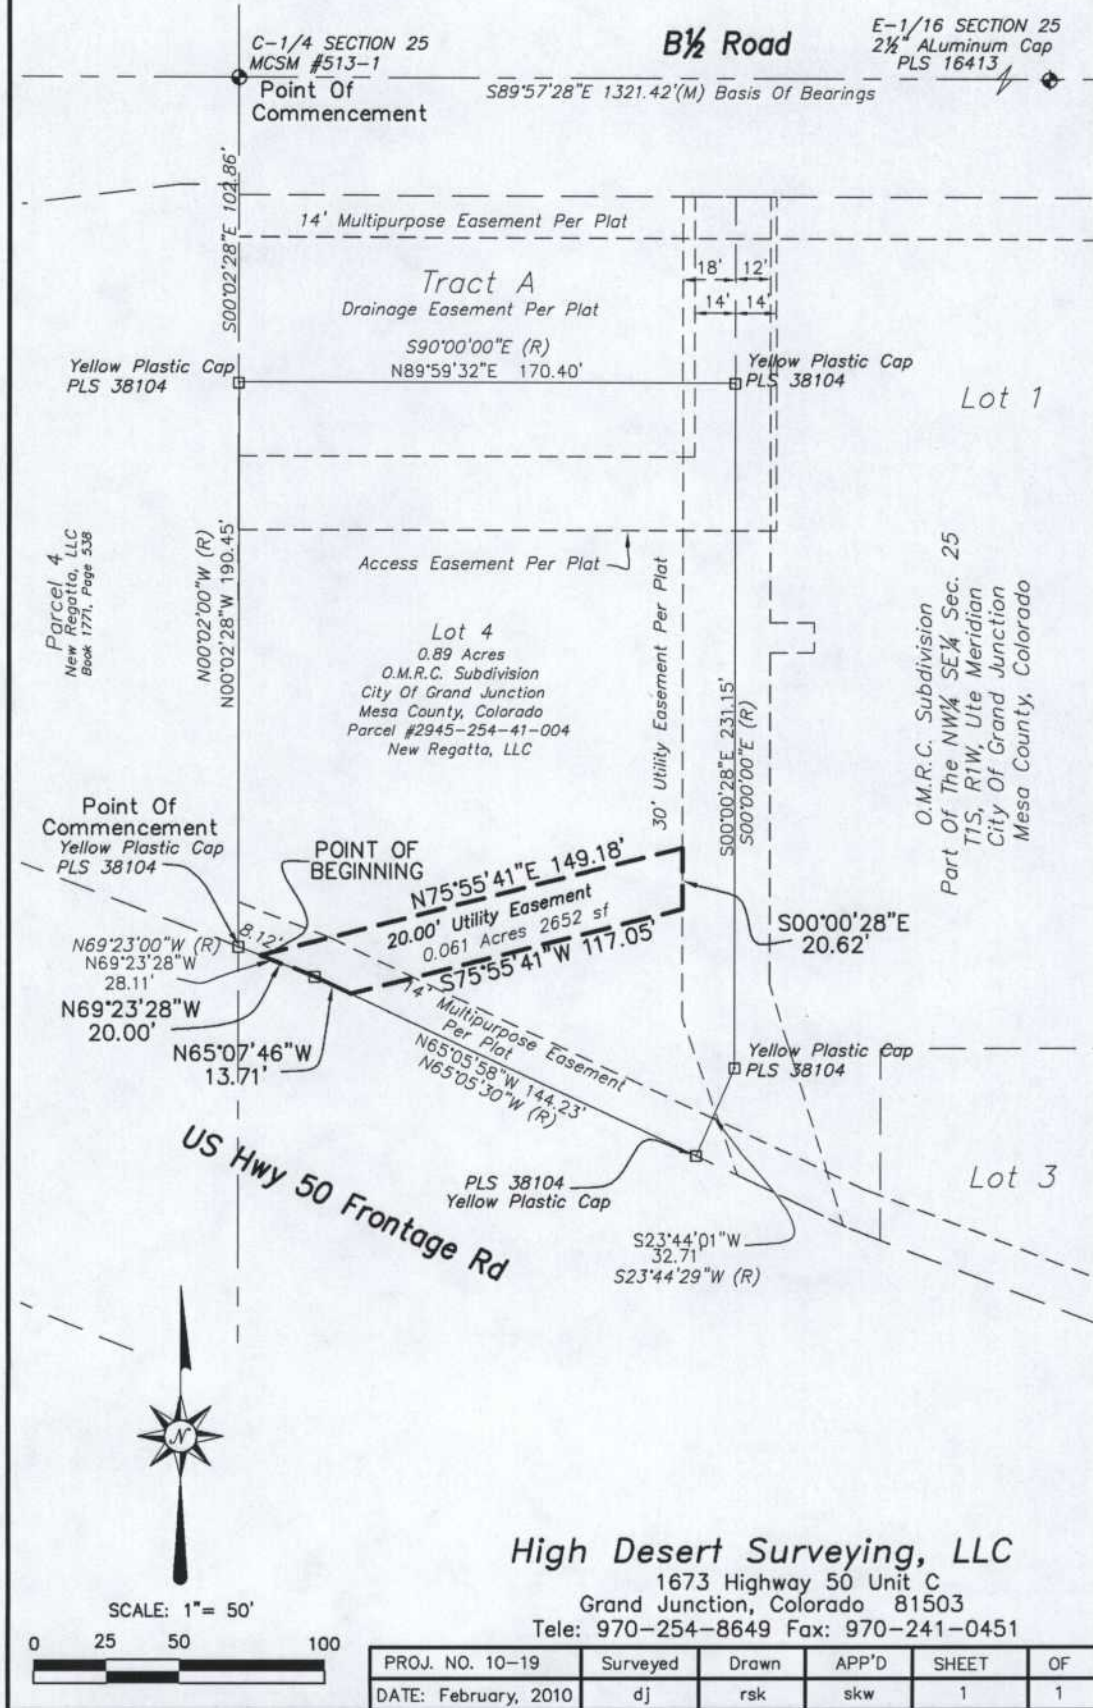 C-1/4 SECTION 25
MCSM #513-1
Point Of
Commencement
B½ Road
E-1/16 SECTION 25
2½" ALuminum Cap
PLS 16413
S89°57'28"E 1321.42'(M) Basis Of Bearings
S00°02'28"E 102.86'
14' Multipurpose Easement Per Plat
18'
12'
14'
14'
Tract A
Drainage Easement Per Plat
S90°00'00"E (R)
N89°59'32"E 170.40'
Yellow Plastic Cap
PLS 38104
Yellow Plastic Cap
PLS 38104
Lot 1
Parcel 4
New Regatta, LLC
Book 1771, Page 538
N00°02'00"W (R)
N00°02'28"W 190.45'
Access Easement Per Plat
Lot 4
0.89 Acres
O.M.R.C. Subdivision
City Of Grand Junction
Mesa County, Colorado
Parcel #2945-254-41-004
New Regatta, LLC
30' Utility Easement Per Plat
S00°00'28"E 231.15'
S00°00'00"E (R)
O.M.R.C. Subdivision
Part Of The NW¼ SE¼ Sec. 25
T1S, R1W, Ute Meridian
City Of Grand Junction
Mesa County, Colorado
Point Of
Commencement
Yellow Plastic Cap
PLS 38104
POINT OF
BEGINNING
N75°55'41"E 149.18'
20.00' Utility Easement
0.061 Acres 2652 sf
S75°55'41"W 117.05'
S00°00'28"E
20.62'
8.12'
N69°23'00"W (R)
N69°23'28"W
28.11'
N69°23'28"W
20.00'
N65°07'46"W
13.71'
14' Multipurpose Easement
Per Plat
N65°05'58"W 144.23'
N65°05'30"W (R)
Yellow Plastic Cap
PLS 38104
US Hwy 50 Frontage Rd
PLS 38104
Yellow Plastic Cap
S23°44'01"W
32.71'
S23°44'29"W (R)
Lot 3
N
SCALE: 1"= 50'
0 25 50 100
High Desert Surveying, LLC
1673 Highway 50 Unit C
Grand Junction, Colorado 81503
Tele: 970-254-8649 Fax: 970-241-0451
PROJ. NO. 10-19 Surveyed Drawn APP'D SHEET OF
DATE: February, 2010 dj rsk skw 1 1